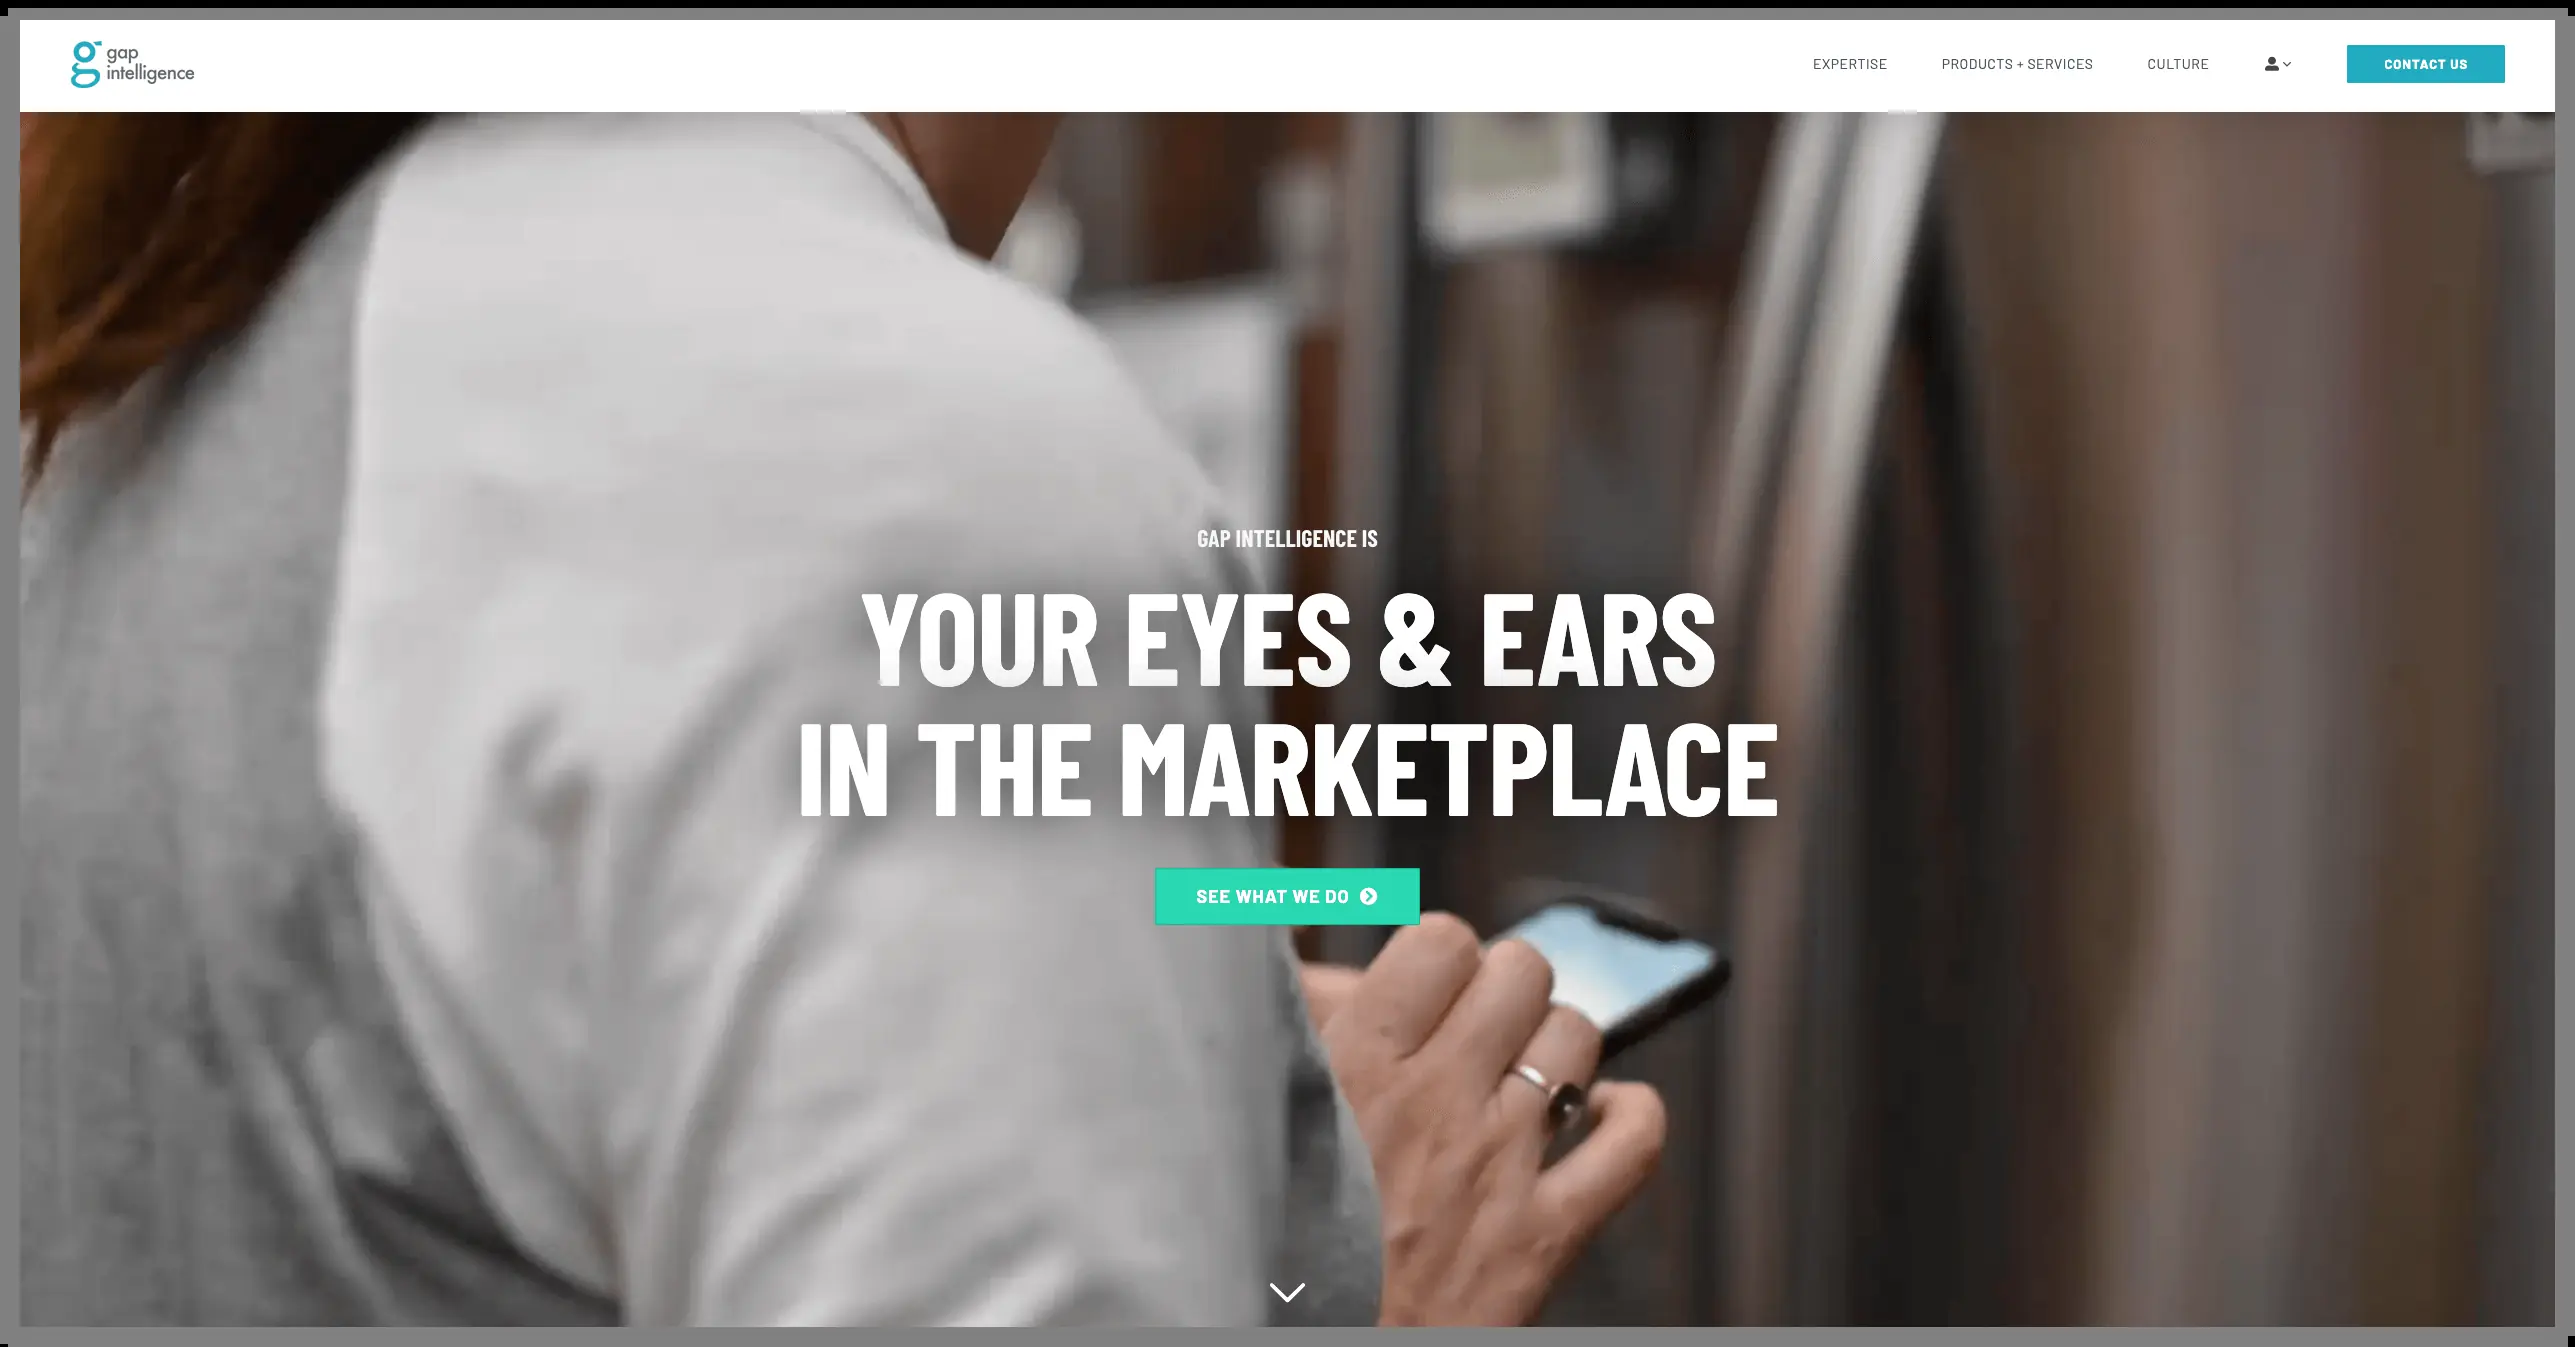 gap
intelligence
EXPERTISE
PRODUCTS + SERVICES
CULTURE
CONTACT US
GAP INTELLIGENCE IS
YOUR EYES & EARS
IN THE MARKETPLACE
SEE WHAT WE DO